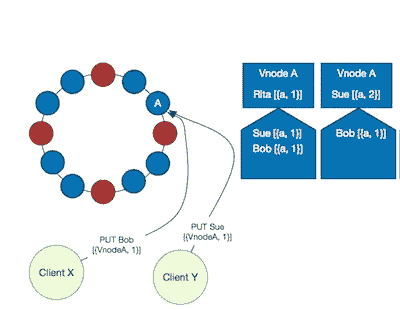 A
Vnode A
Rita [{a, 1}]
Sue [{a, 1}]
Bob [{a, 1}]
Vnode A
Sue [{a, 2}]
Bob [{a, 1}]
PUT Bob
[{VnodeA, 1}]
PUT Sue
[{VnodeA, 1}]
Client X
Client Y